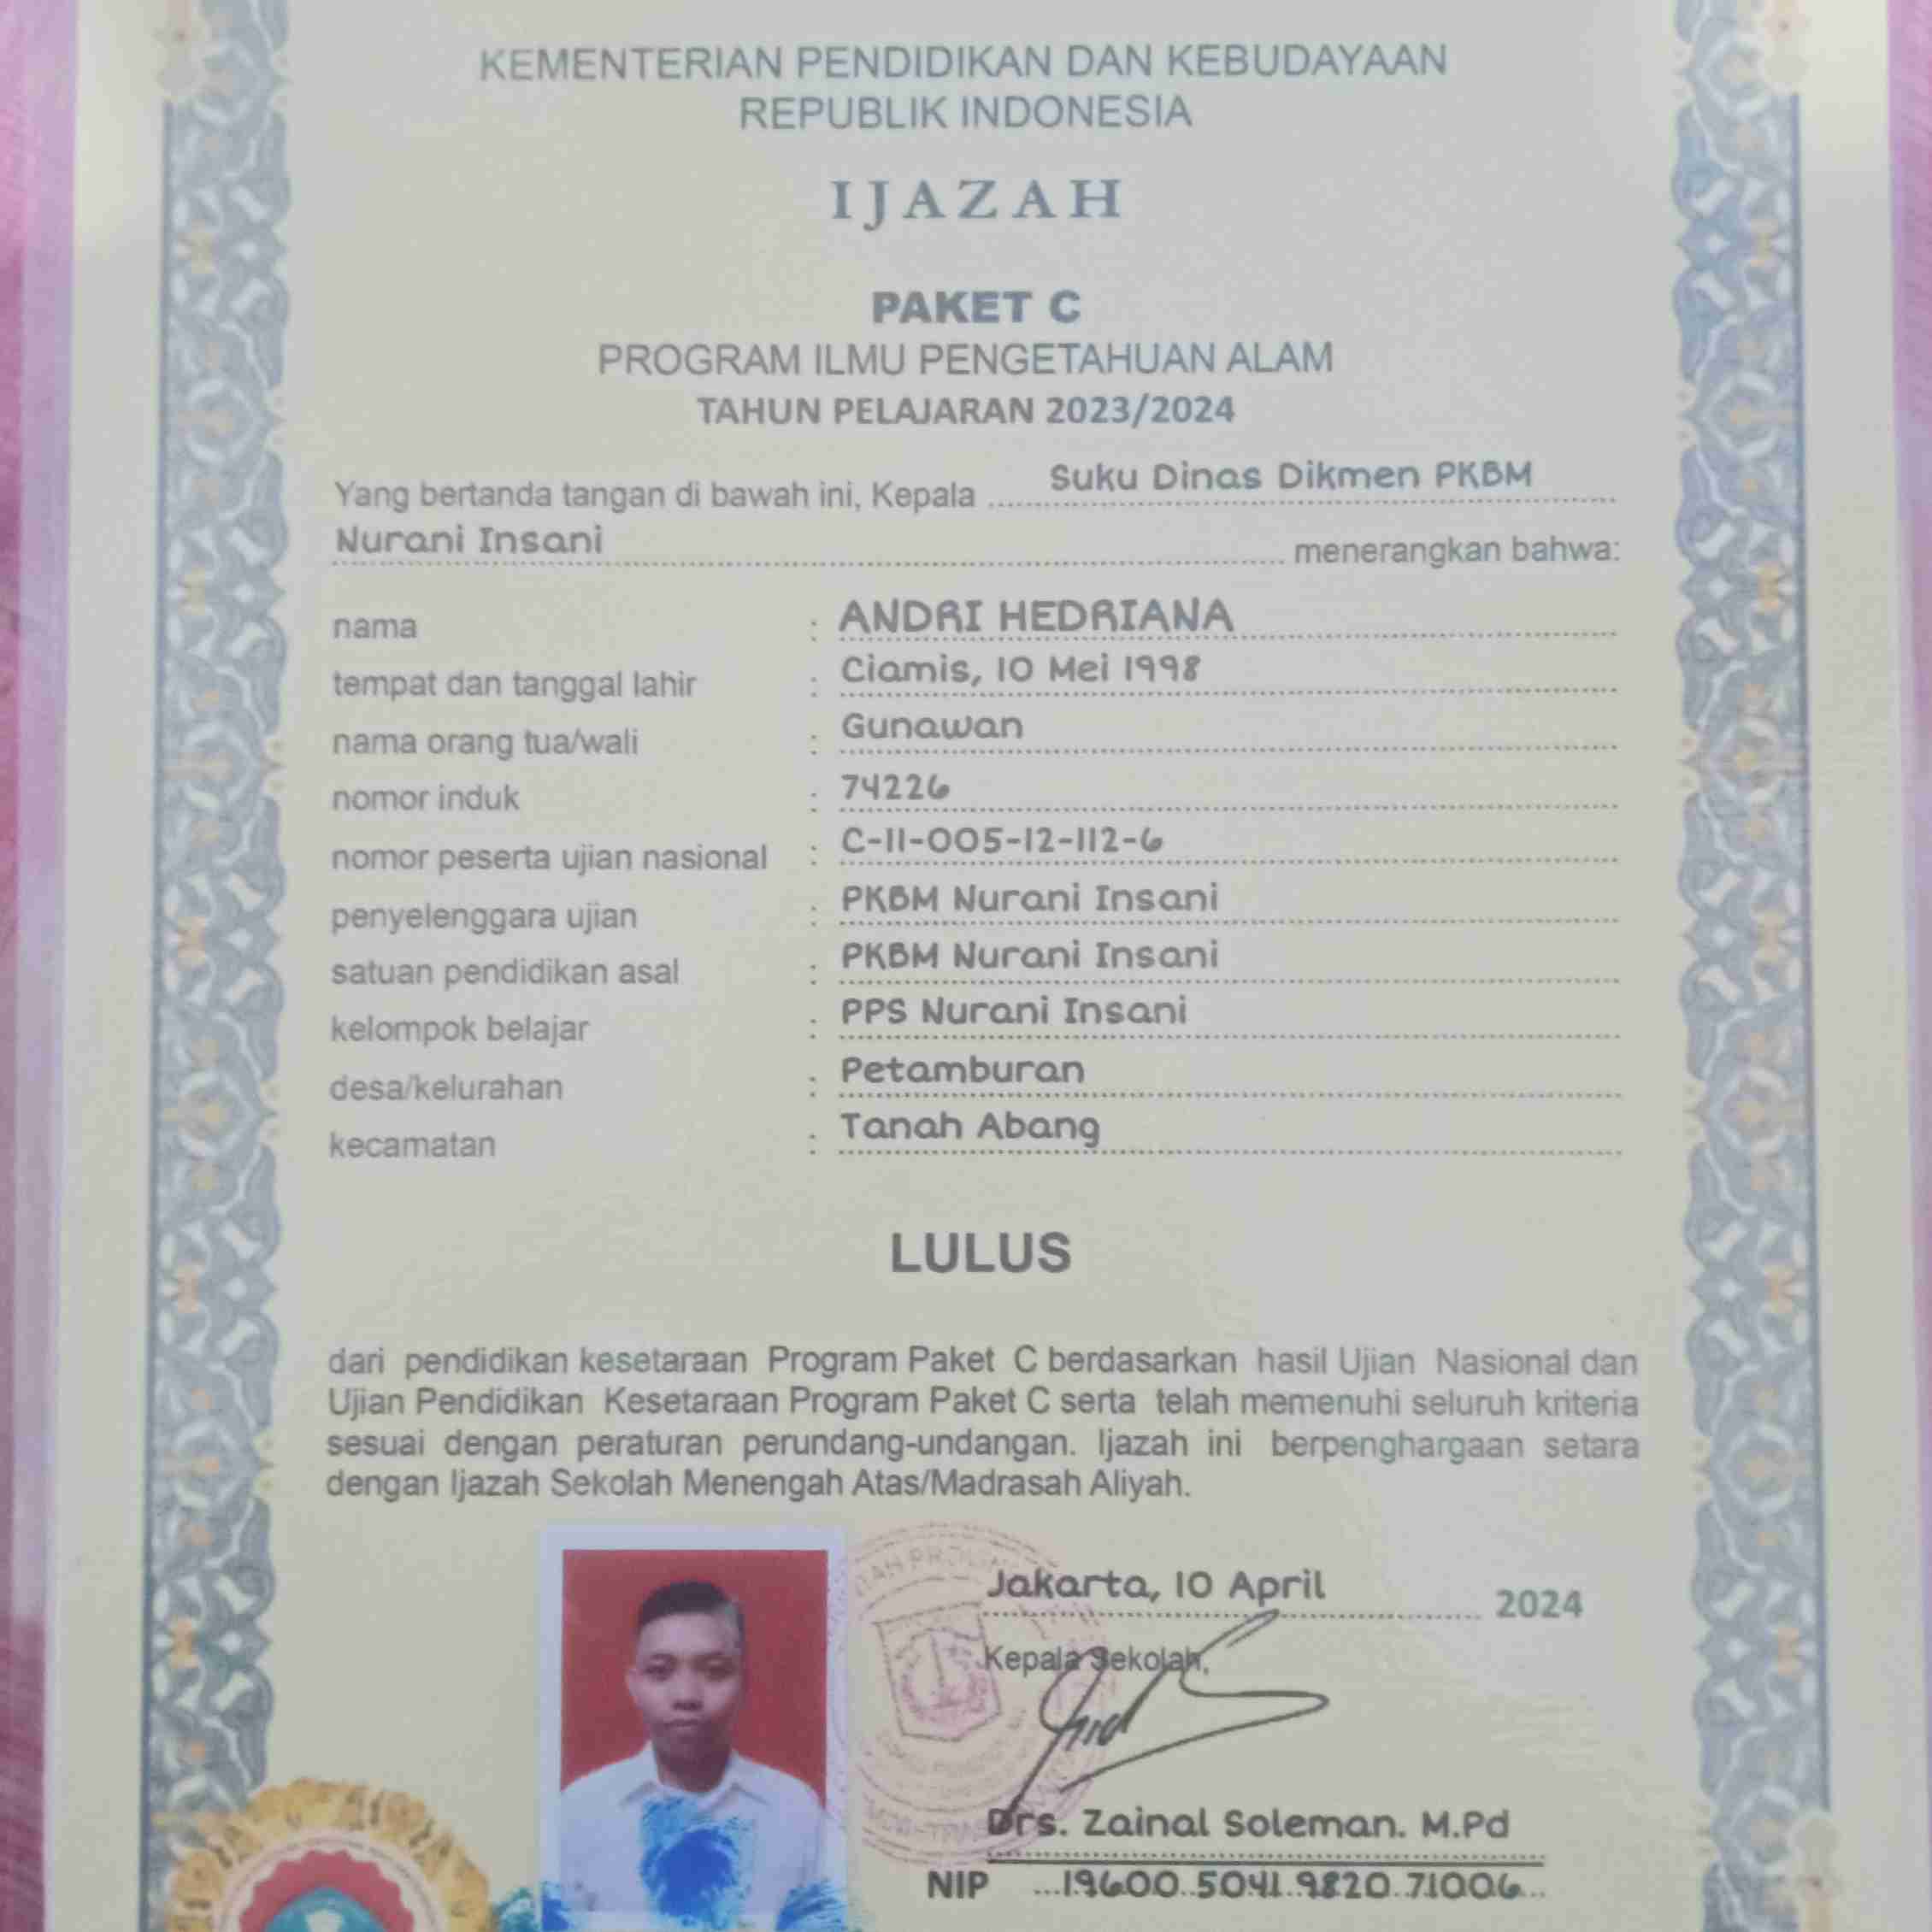 KEMENTERIAN PENDIDIKAN DAN KEBUDAYAAN
REPUBLIK INDONESIA
IJAZAH
PAKET C
PROGRAM ILMU PENGETAHUAN ALAM
TAHUN PELAJARAN 2023/2024
Yang bertanda tangan di bawah ini, Kepala Suku Dinas Dikmen PKBM
Nurani Insani menerangkan bahwa:
nama : ANDRI HEDRIANA
tempat dan tanggal lahir : Ciamis, 10 Mei 1998
nama orang tua/wali : Gunawan
nomor induk : 74226
nomor peserta ujian nasional : C-11-005-12-112-6
penyelenggara ujian : PKBM Nurani Insani
satuan pendidikan asal : PKBM Nurani Insani
kelompok belajar : PPS Nurani Insani
desa/kelurahan : Petamburan
kecamatan : Tanah Abang
LULUS
dari pendidikan kesetaraan Program Paket C berdasarkan hasil Ujian Nasional dan
Ujian Pendidikan Kesetaraan Program Paket C serta telah memenuhi seluruh kriteria
sesuai dengan peraturan perundang-undangan. Ijazah ini berpenghargaan setara
dengan Ijazah Sekolah Menengah Atas/Madrasah Aliyah.
Jakarta, 10 April 2024
Kepala Sekolah,
Drs. Zainal Soleman. M.Pd
NIP 19600 5041 9820 71006